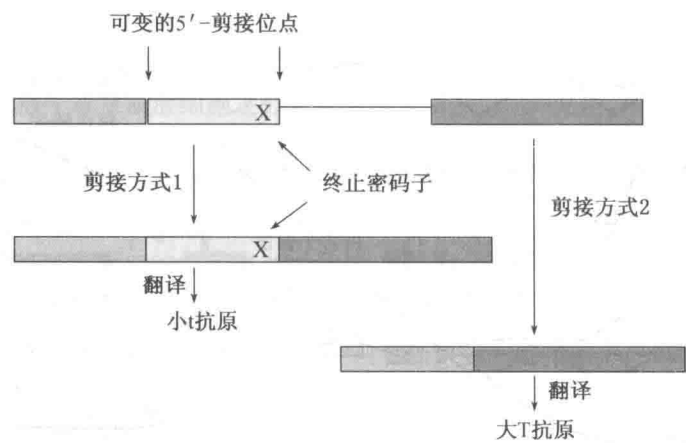 可变的5′-剪接位点
X
剪接方式1
终止密码子
剪接方式2
X
翻译
小t抗原
翻译
大T抗原